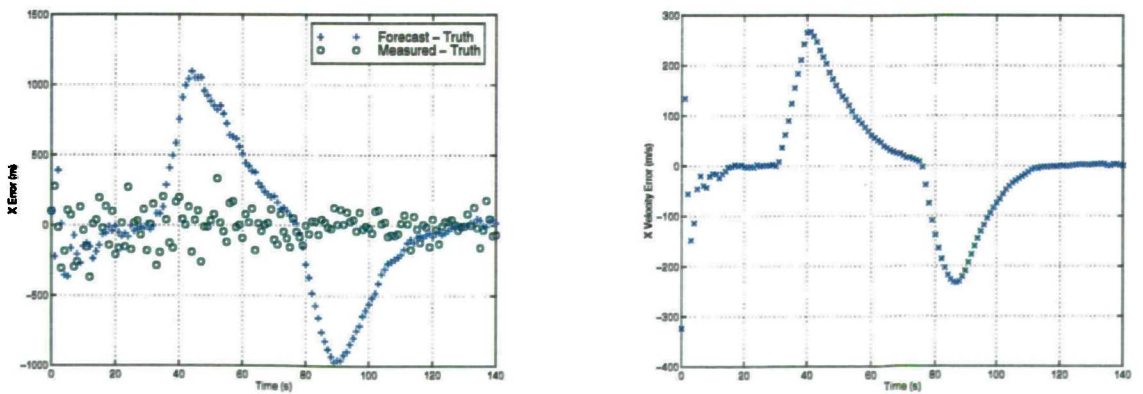 1500
1000
500
0
−500
−1000
X Error (m)
Forecast – Truth
Measured – Truth
0 20 40 60 80 100 120 140
Time (s)
300
200
100
0
−100
−200
−300
−400
X Velocity Error (m/s)
0 20 40 60 80 100 120 140
Time (s)